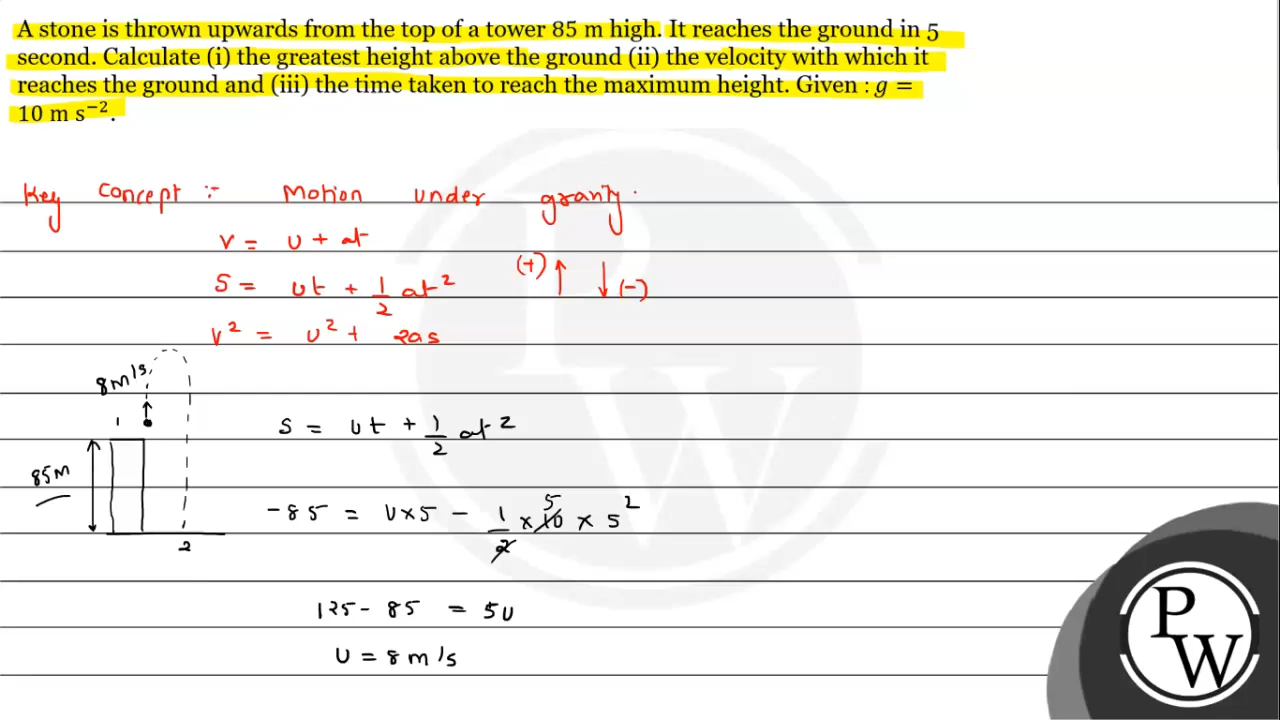 A stone is thrown upwards from the top of a tower 85 m high. It reaches the ground in 5
second. Calculate (i) the greatest height above the ground (ii) the velocity with which it
reaches the ground and (iii) the time taken to reach the maximum height. Given : g =
10 m s⁻².
Key Concept :- Motion under gravity.
v = u + at
(+) ↑ ↓ (-)
S = ut + 1/2 at²
v² = u² + 2as
8m/s
1
85m
2
S = ut + 1/2 at²
-85 = u×5 - 1/2 × 10 × 5²
5
125 - 85 = 5u
u = 8 m/s
PW
PW